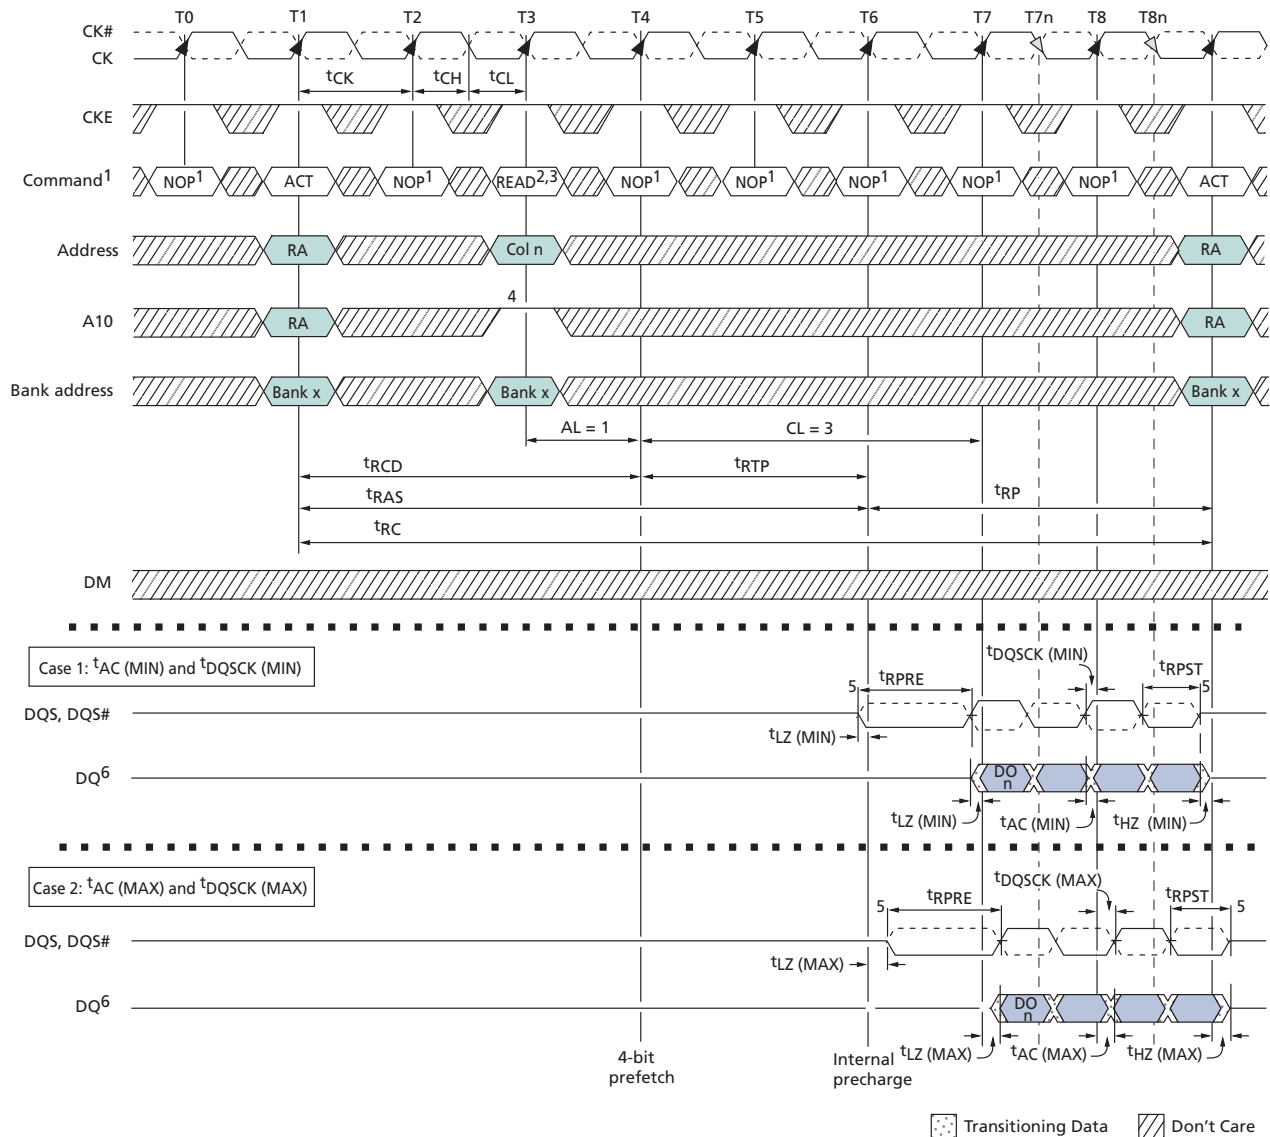 T0 T1 T2 T3 T4 T5 T6 T7 T7n T8 T8n
CK#
CK
tCK tCH tCL
CKE
Command1 NOP1 ACT NOP1 READ2,3 NOP1 NOP1 NOP1 NOP1 NOP1 ACT
Address RA Col n RA
4
A10 RA RA
Bank address Bank x Bank x Bank x
AL = 1 CL = 3
tRCD tRTP
tRAS tRP
tRC
DM
Case 1: tAC (MIN) and tDQSCK (MIN)
tDQSCK (MIN)
5 tRPRE tRPST 5
DQS, DQS#
tLZ (MIN)
DQ6 DO
n
tLZ (MIN) tAC (MIN) tHZ (MIN)
Case 2: tAC (MAX) and tDQSCK (MAX)
tDQSCK (MAX)
5 tRPRE tRPST 5
DQS, DQS#
tLZ (MAX)
DQ6 DO
n
tLZ (MAX) tAC (MAX) tHZ (MAX)
4-bit
prefetch
Internal
precharge
Transitioning Data Don't Care